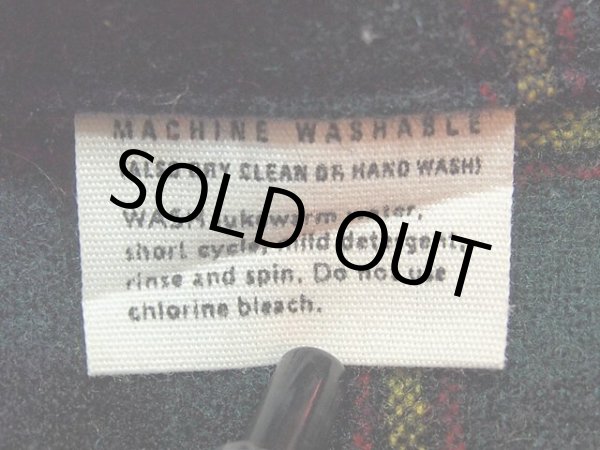 MACHINE WASHABLE
(ALSO DRY CLEAN OR HAND WASH)
WASH lukewarm water,
short cycle, mild detergent,
rinse and spin. Do not use
chlorine bleach.
SOLD OUT